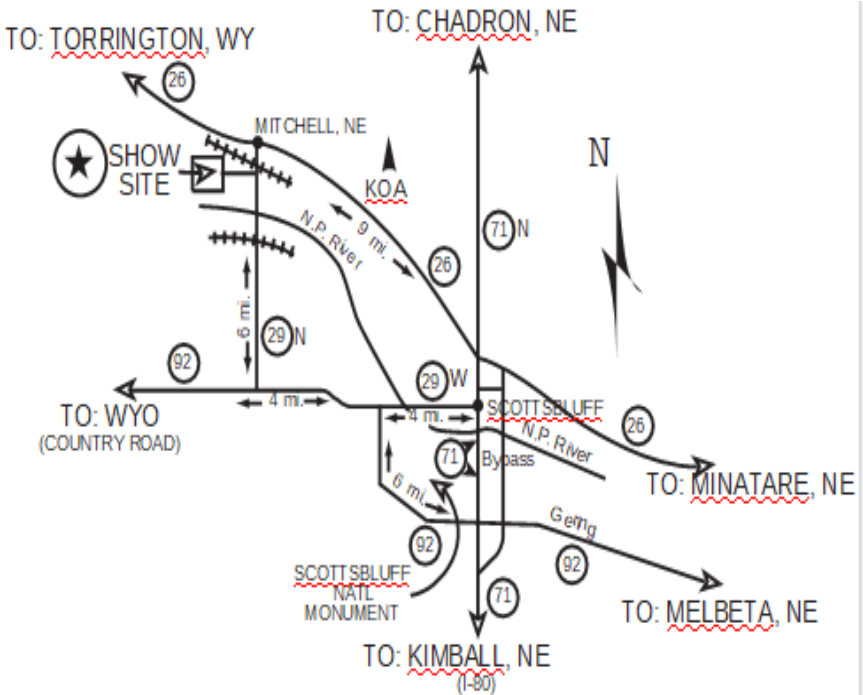 TO: CHADRON, NE
TO: TORRINGTON, WY
26
MITCHELL, NE
SHOW
SITE
KOA
N
N.P. River
9 mi.
71 N
26
6 mi.
29 N
92
29 W
4 mi.
4 mi.
SCOTTSBLUFF
TO: WYO
(COUNTRY ROAD)
26
N.P. River
71
Bypass
TO: MINATARE, NE
6 mi.
Gerng
92
92
SCOTTSBLUFF
NATL
MONUMENT
71
TO: MELBETA, NE
TO: KIMBALL, NE
(I-80)